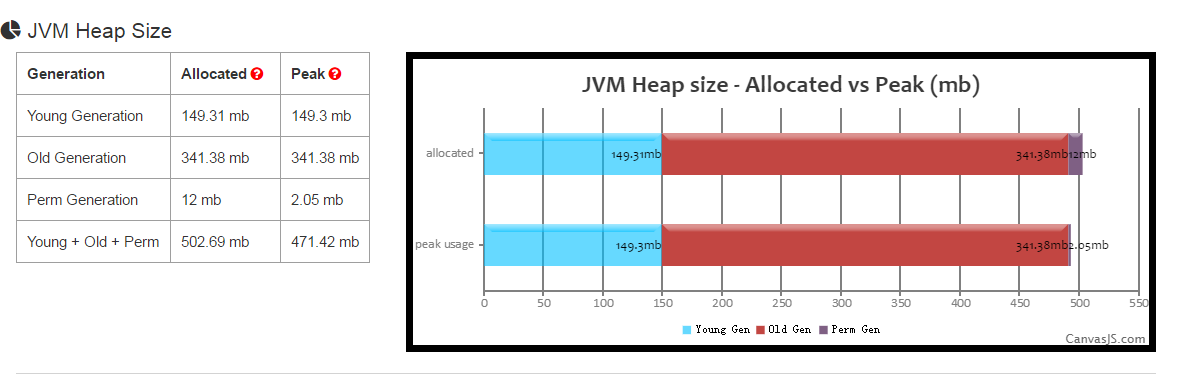 JVM Heap Size
Generation Allocated ? Peak ?
Young Generation 149.31 mb 149.3 mb
Old Generation 341.38 mb 341.38 mb
Perm Generation 12 mb 2.05 mb
Young + Old + Perm 502.69 mb 471.42 mb
JVM Heap size - Allocated vs Peak (mb)
allocated 149.31mb 341.38mb 12mb
peak usage 149.3mb 341.38mb 2.05mb
0 50 100 150 200 250 300 350 400 450 500 550
Young Gen Old Gen Perm Gen
CanvasJS.com